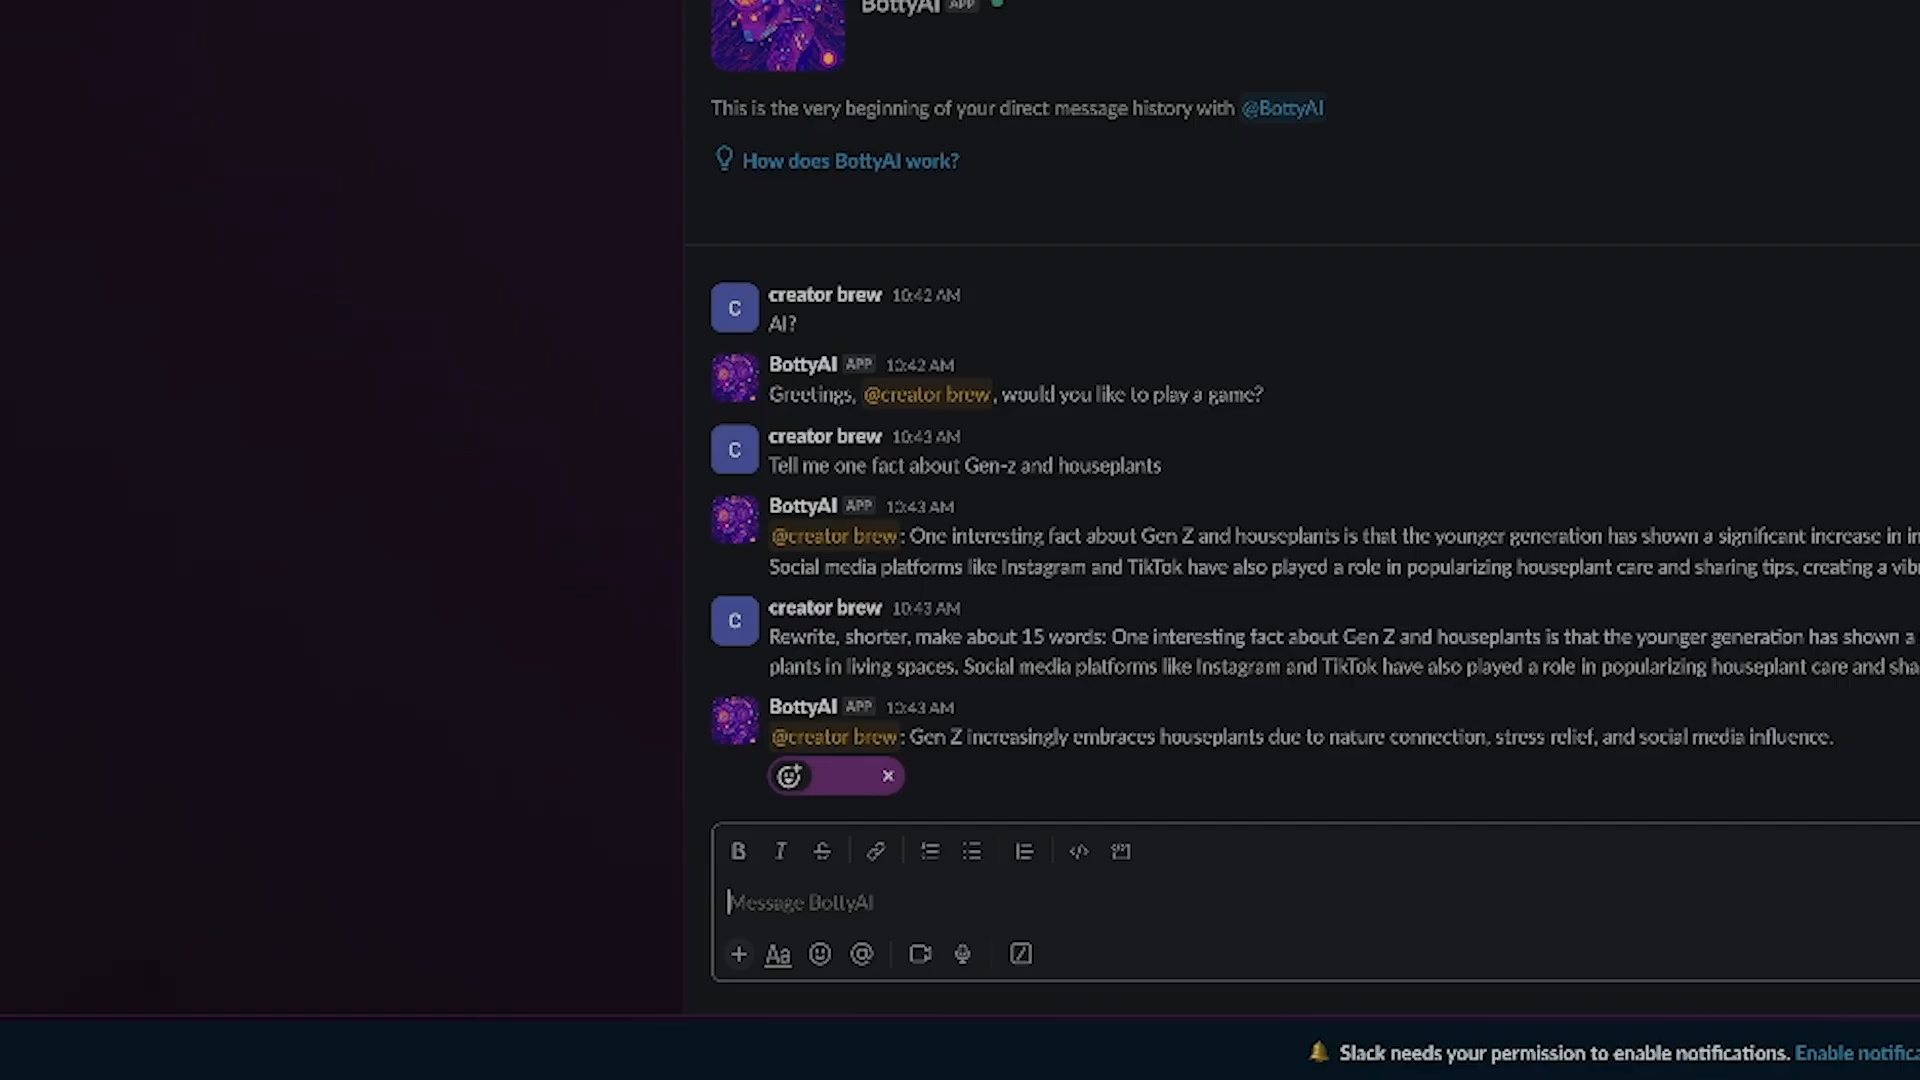 BottyAI APP
This is the very beginning of your direct message history with @BottyAI
How does BottyAI work?
C creator brew 10:42 AM
AI?
BottyAI APP 10:42 AM
Greetings, @creator brew, would you like to play a game?
C creator brew 10:43 AM
Tell me one fact about Gen-z and houseplants
BottyAI APP 10:43 AM
@creator brew: One interesting fact about Gen Z and houseplants is that the younger generation has shown a significant increase in
Social media platforms like Instagram and TikTok have also played a role in popularizing houseplant care and sharing tips, creating a
C creator brew 10:43 AM
Rewrite, shorter, make about 15 words: One interesting fact about Gen Z and houseplants is that the younger generation has shown a
plants in living spaces. Social media platforms like Instagram and TikTok have also played a role in popularizing houseplant care and
BottyAI APP 10:43 AM
@creator brew: Gen Z increasingly embraces houseplants due to nature connection, stress relief, and social media influence.
B I S
Message BottyAI
+ Aa @
Slack needs your permission to enable notifications. Enable